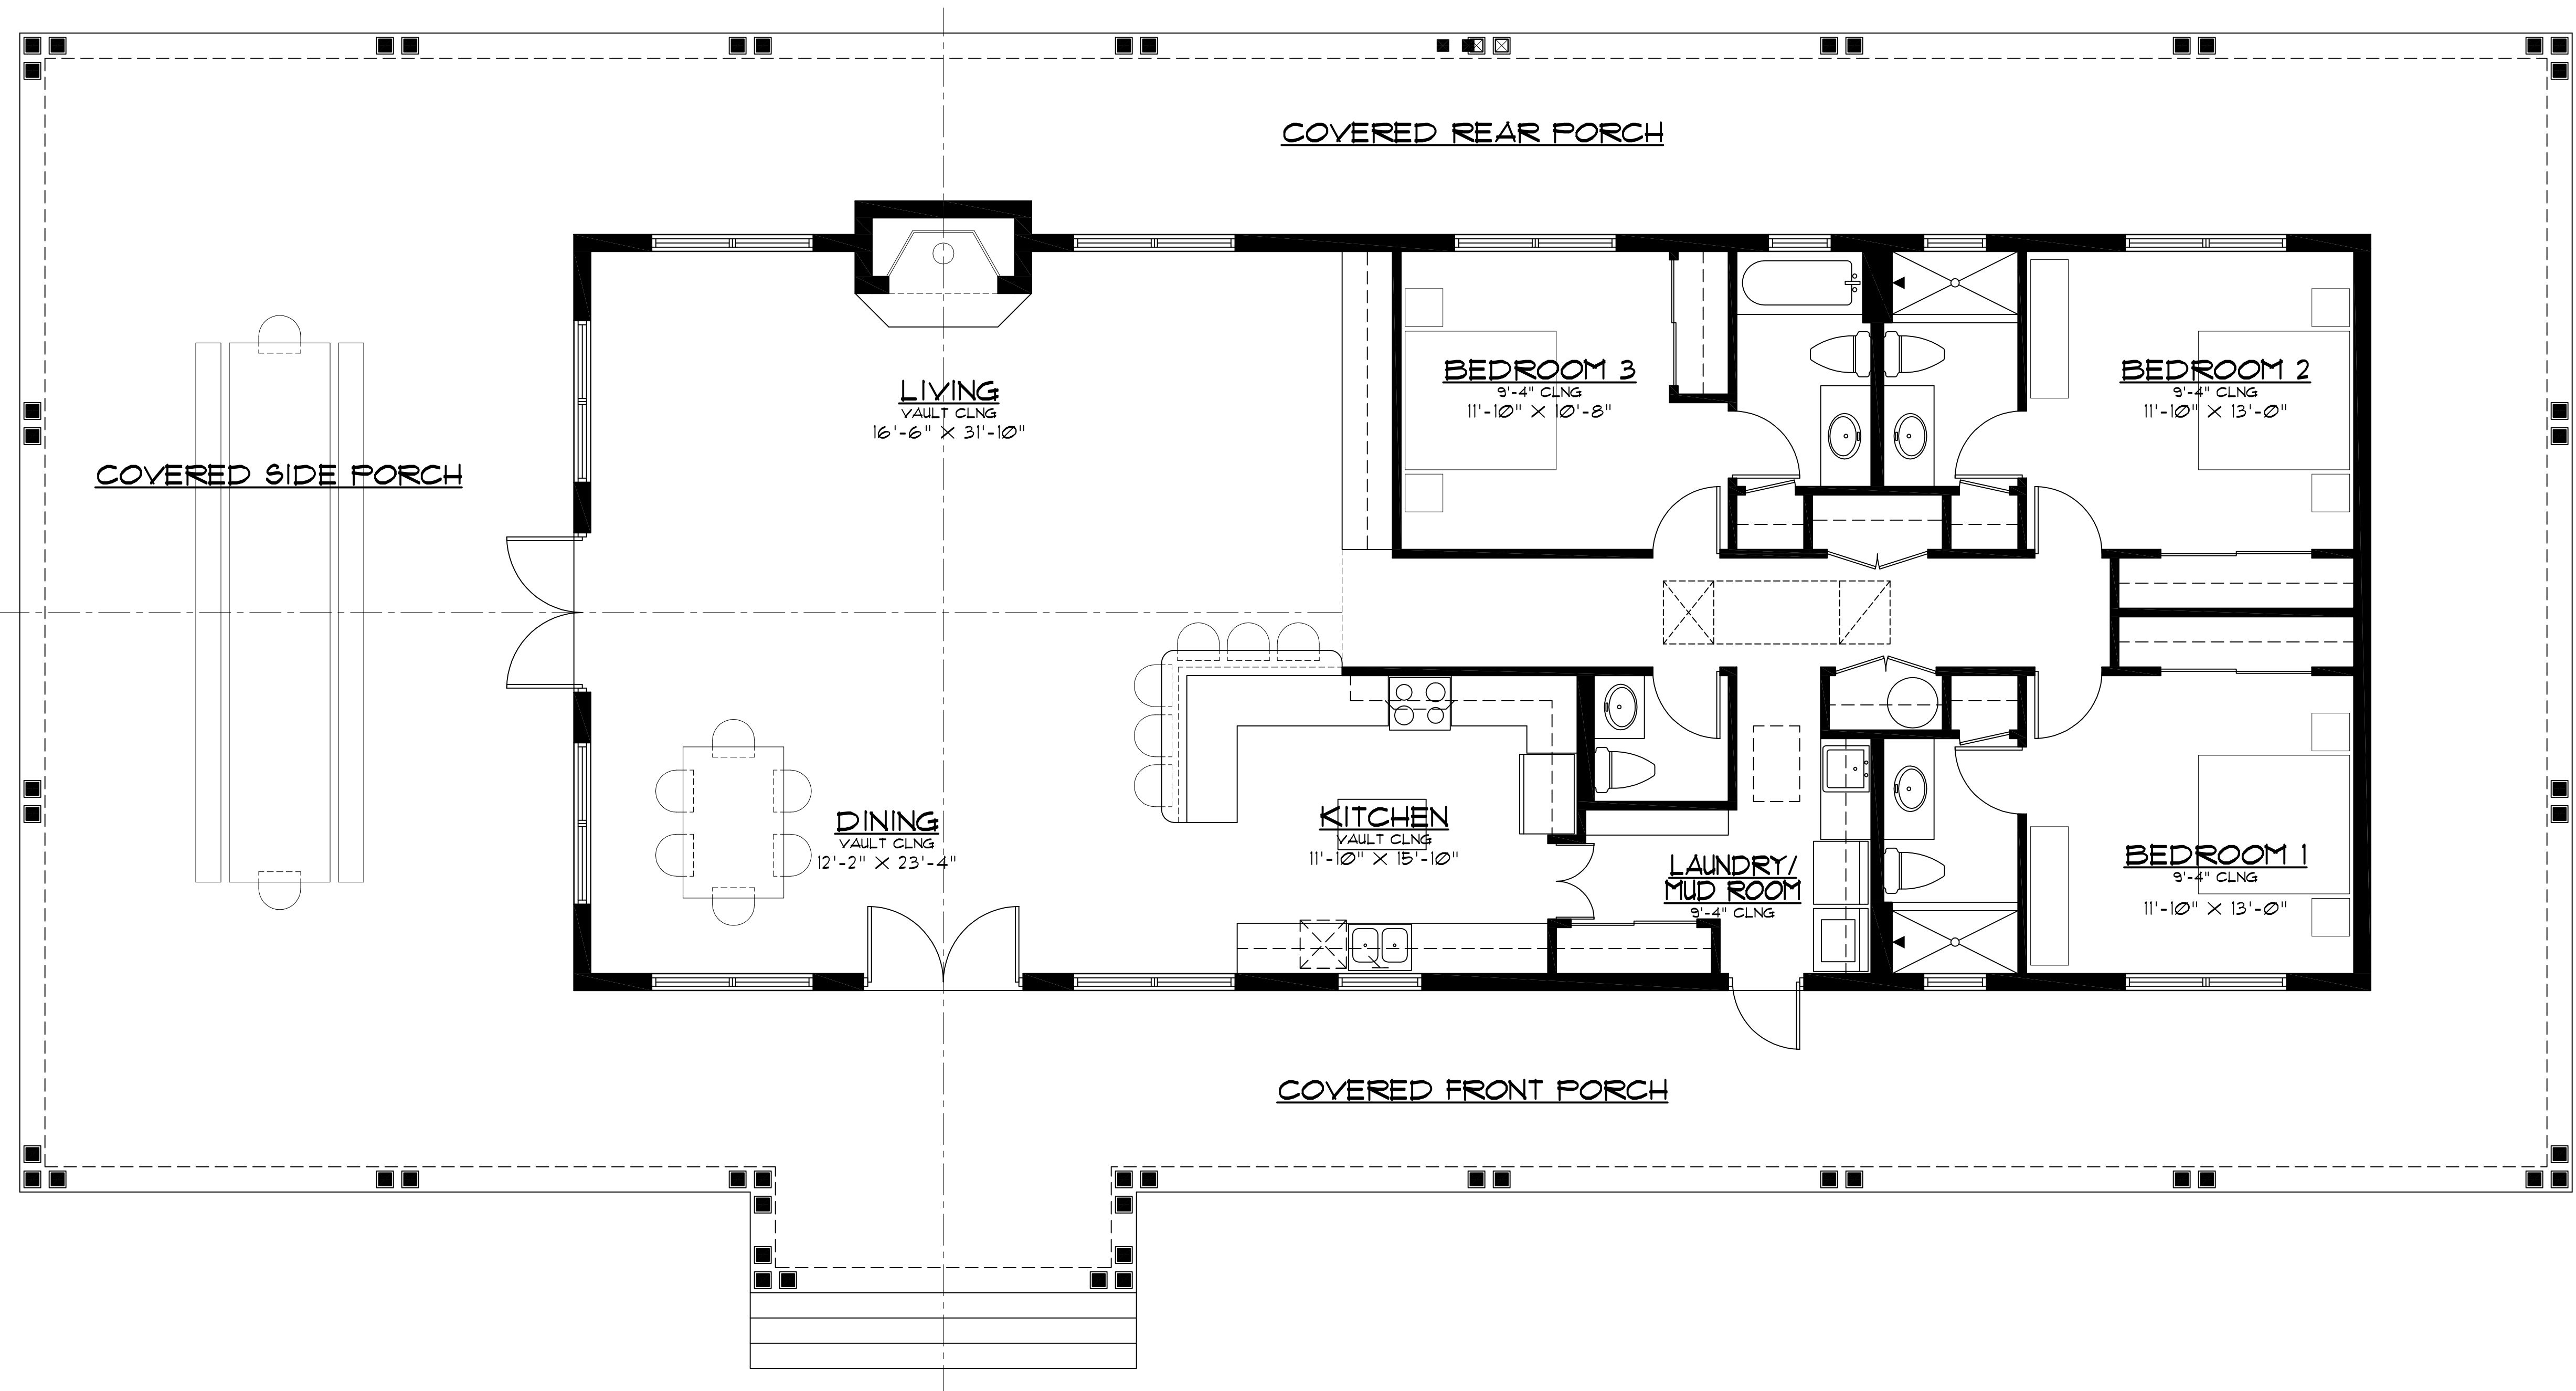 COVERED REAR PORCH
LIVING
VAULT CLNG
16'-6" X 31'-10"
BEDROOM 3
9'-4" CLNG
11'-10" X 10'-8"
BEDROOM 2
9'-4" CLNG
11'-10" X 13'-0"
COVERED SIDE PORCH
DINING
VAULT CLNG
12'-2" X 23'-4"
KITCHEN
VAULT CLNG
11'-10" X 15'-10"
LAUNDRY/
MUD ROOM
9'-4" CLNG
BEDROOM 1
9'-4" CLNG
11'-10" X 13'-0"
COVERED FRONT PORCH